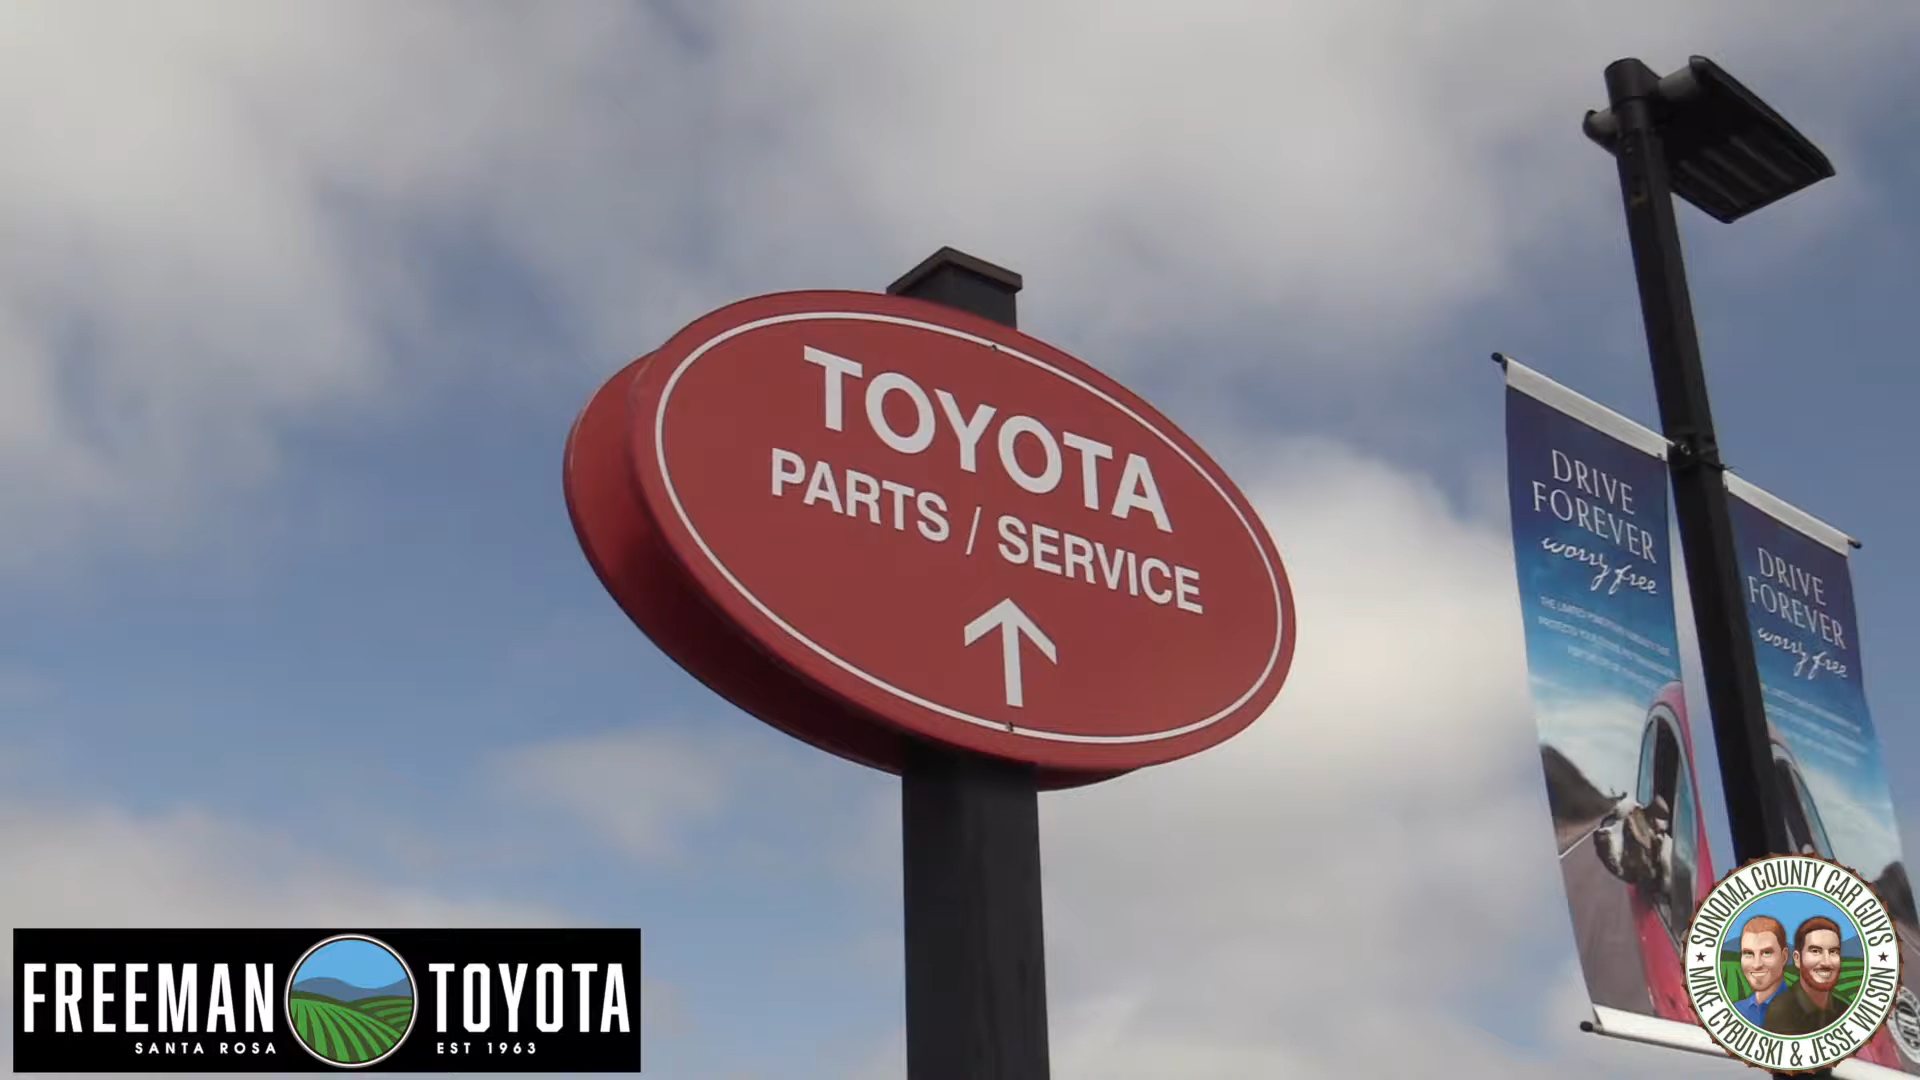 TOYOTA
PARTS / SERVICE
DRIVE
FOREVER
worry free
DRIVE
FOREVER
worry free
FREEMAN TOYOTA
SANTA ROSA EST 1963
SONOMA COUNTY CAR GUYS
MIKE CYBULSKI & JESSE WILSON